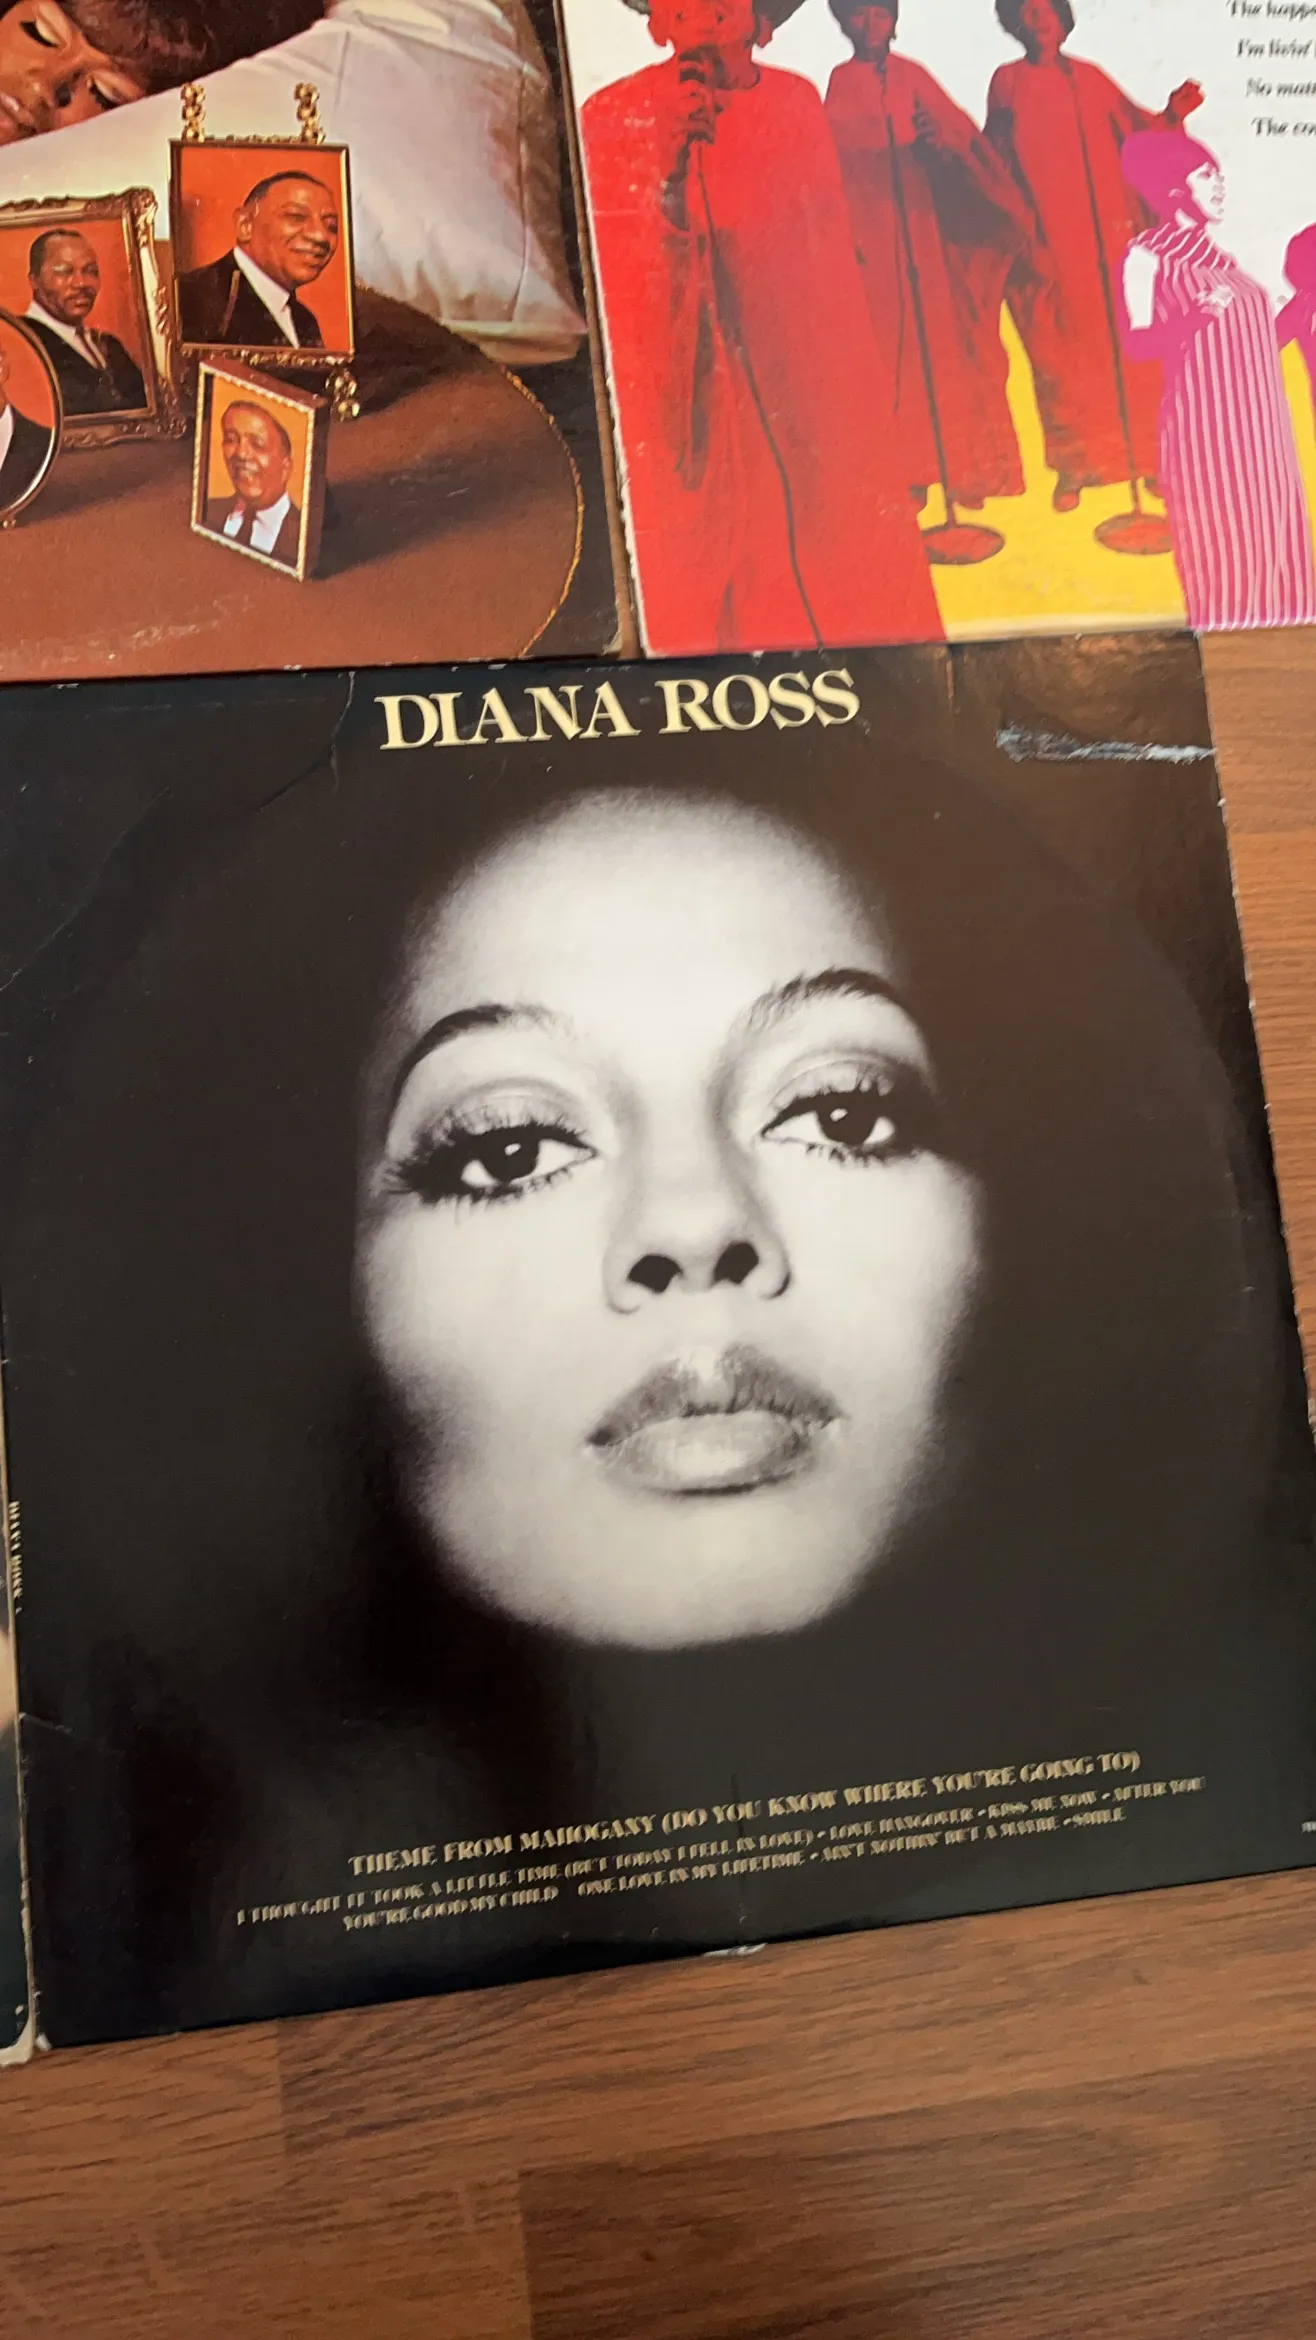 The happe
I'm livin'
No matt
The cro
DIANA ROSS
THEME FROM MAHOGANY (DO YOU KNOW WHERE YOU'RE GOING TO)
I THOUGHT IT TOOK A LITTLE TIME (BUT TODAY I FELL IN LOVE) • LOVE HANGOVER • KISS ME NOW • AFTER YOU
YOU'RE GOOD MY CHILD ONE LOVE IN MY LIFETIME • AIN'T NOTHIN' BUT A MAYBE • SMILE